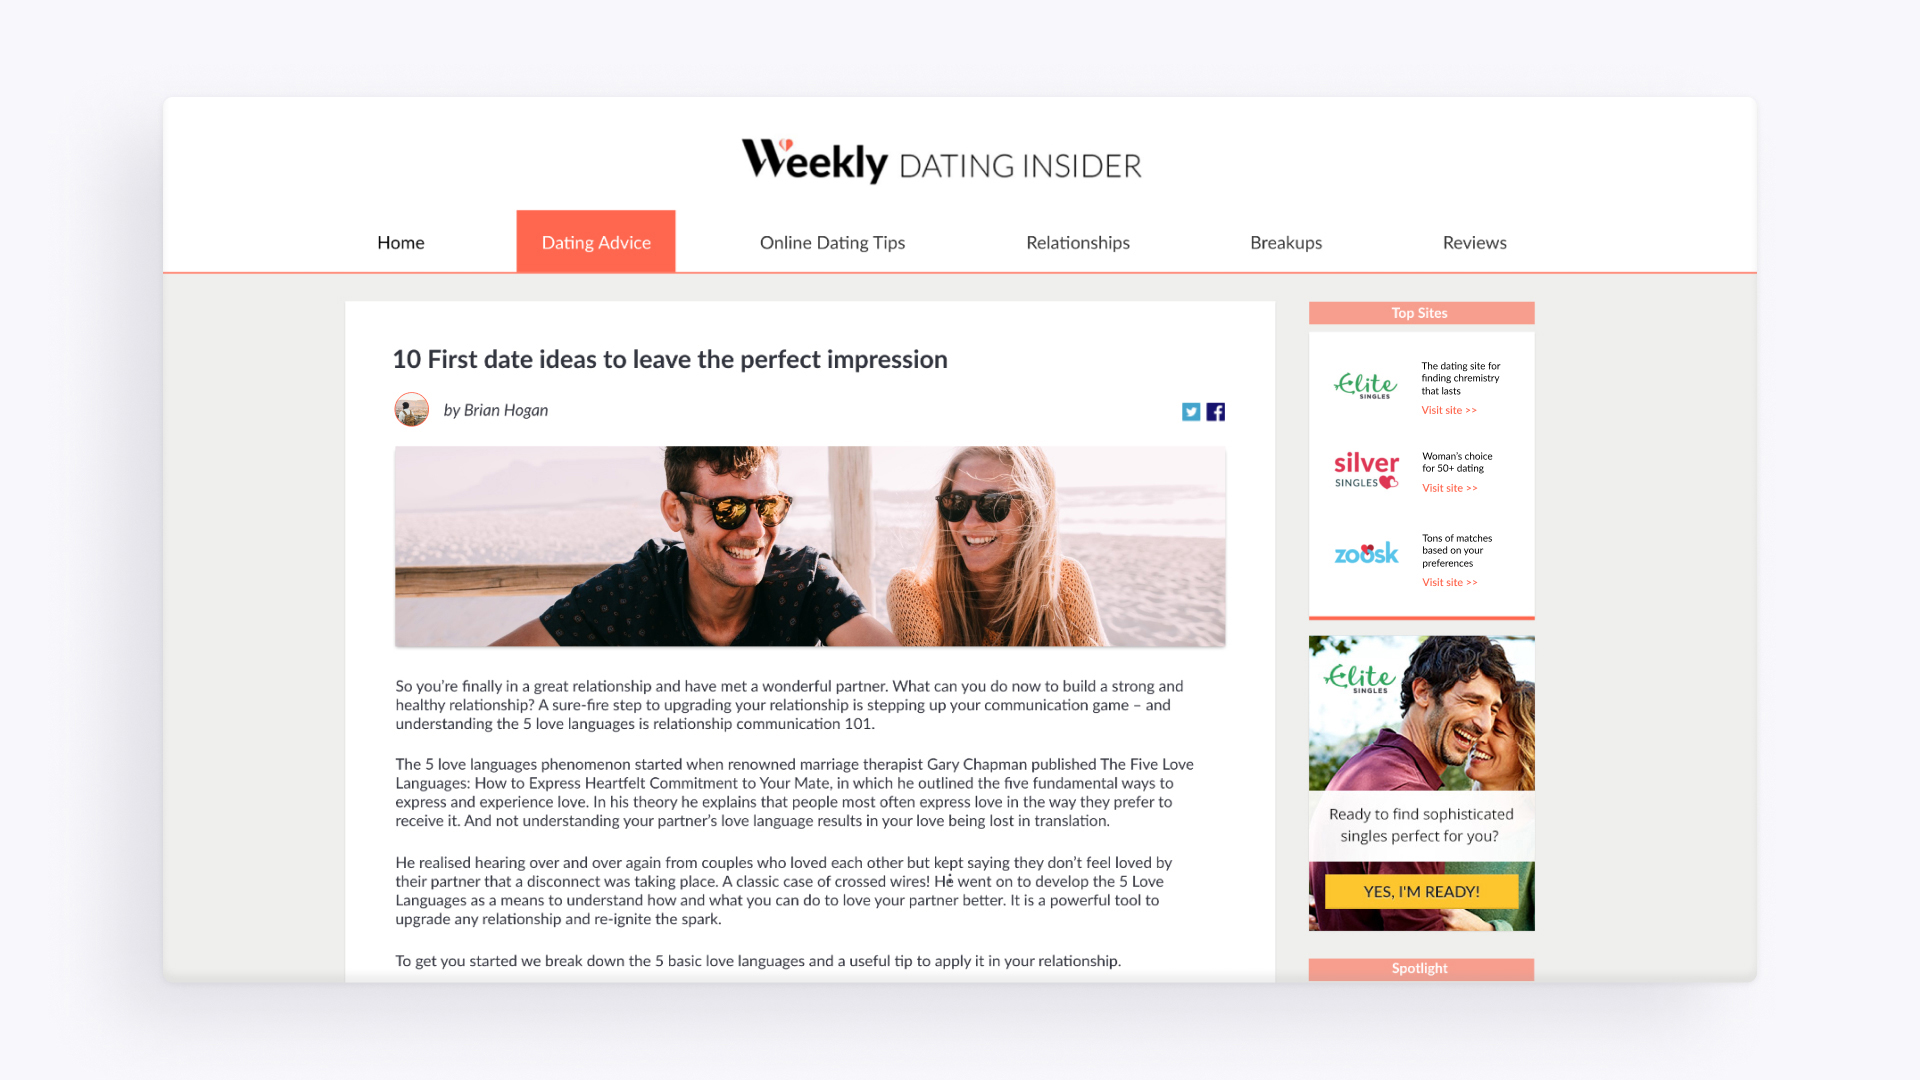 Weekly DATING INSIDER
Home
Dating Advice
Online Dating Tips
Relationships
Breakups
Reviews
10 First date ideas to leave the perfect impression
by Brian Hogan
So you're finally in a great relationship and have met a wonderful partner. What can you do now to build a strong and
healthy relationship? A sure-fire step to upgrading your relationship is stepping up your communication game – and
understanding the 5 love languages is relationship communication 101.
The 5 love languages phenomenon started when renowned marriage therapist Gary Chapman published The Five Love
Languages: How to Express Heartfelt Commitment to Your Mate, in which he outlined the five fundamental ways to
express and experience love. In his theory he explains that people most often express love in the way they prefer to
receive it. And not understanding your partner's love language results in your love being lost in translation.
He realised hearing over and over again from couples who loved each other but kept saying they don't feel loved by
their partner that a disconnect was taking place. A classic case of crossed wires! He went on to develop the 5 Love
Languages as a means to understand how and what you can do to love your partner better. It is a powerful tool to
upgrade any relationship and re-ignite the spark.
To get you started we break down the 5 basic love languages and a useful tip to apply it in your relationship.
Top Sites
Elite
SINGLES
The dating site for
finding chremistry
that lasts
Visit site >>
silver
SINGLES
Woman's choice
for 50+ dating
Visit site >>
zoosk
Tons of matches
based on your
preferences
Visit site >>
Elite
SINGLES
Ready to find sophisticated
singles perfect for you?
YES, I'M READY!
Spotlight